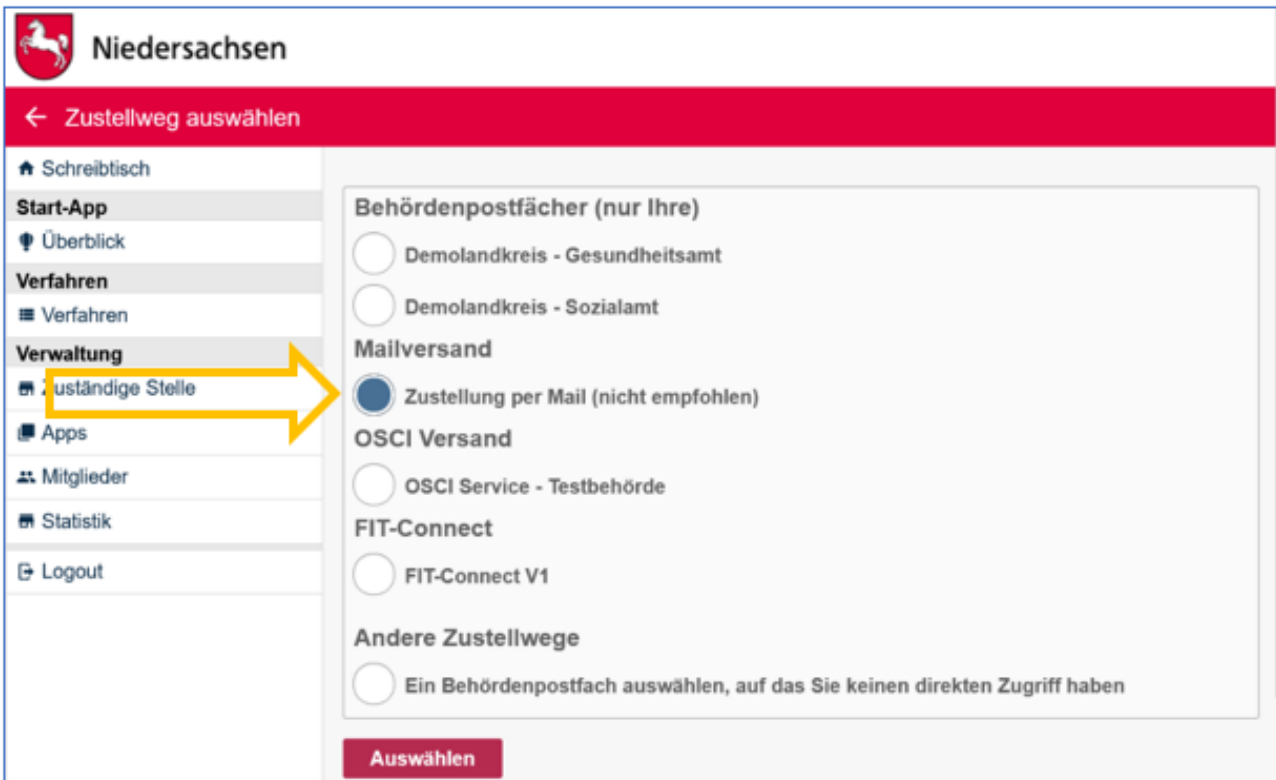 Niedersachsen
← Zustellweg auswählen
Schreibtisch
Start-App
Überblick
Verfahren
Verfahren
Verwaltung
Zuständige Stelle
Apps
Mitglieder
Statistik
Logout
Behördenpostfächer (nur Ihre)
Demolandkreis - Gesundheitsamt
Demolandkreis - Sozialamt
Mailversand
Zustellung per Mail (nicht empfohlen)
OSCI Versand
OSCI Service - Testbehörde
FIT-Connect
FIT-Connect V1
Andere Zustellwege
Ein Behördenpostfach auswählen, auf das Sie keinen direkten Zugriff haben
Auswählen